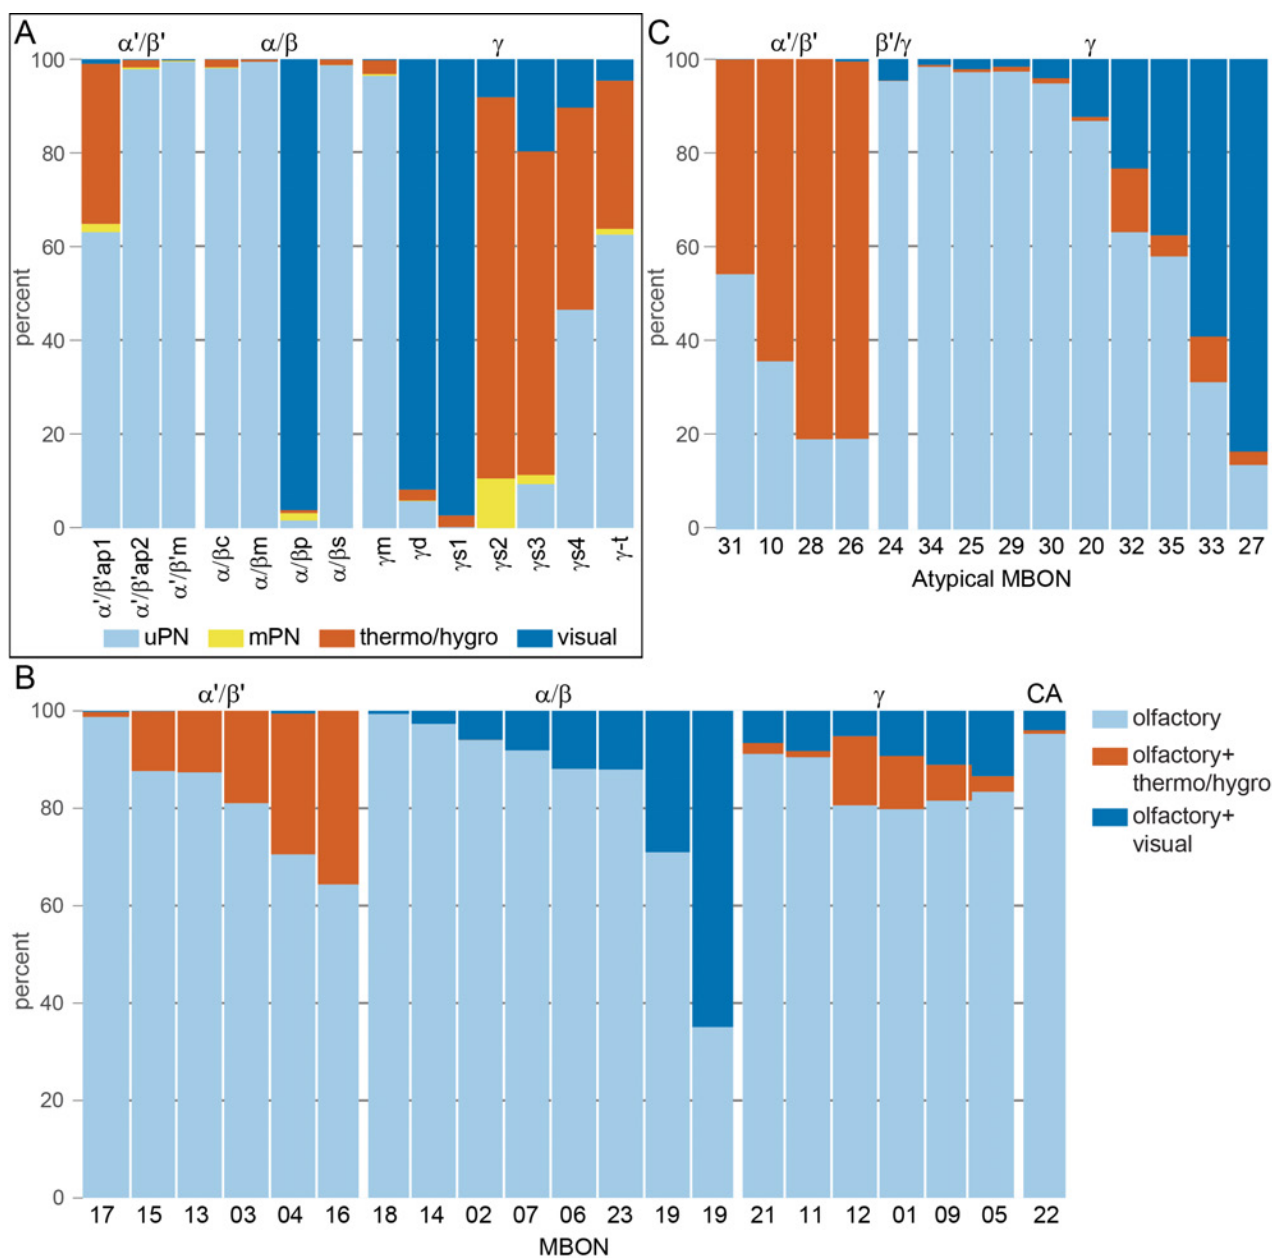 A
α'/β' α/β γ
100
80
60
40
20
0
percent
α'/β'ap1 α'/β'ap2 α'/β'm α/βc α/βm α/βp α/βs γm γd γs1 γs2 γs3 γs4 γ-t
uPN mPN thermo/hygro visual
C
α'/β' β'/γ γ
100
80
60
40
20
0
percent
31 10 28 26 24 34 25 29 30 20 32 35 33 27
Atypical MBON
B
α'/β' α/β γ CA
100
80
60
40
20
0
percent
17 15 13 03 04 16 18 14 02 07 06 23 19 19 21 11 12 01 09 05 22
MBON
olfactory
olfactory+
thermo/hygro
olfactory+
visual